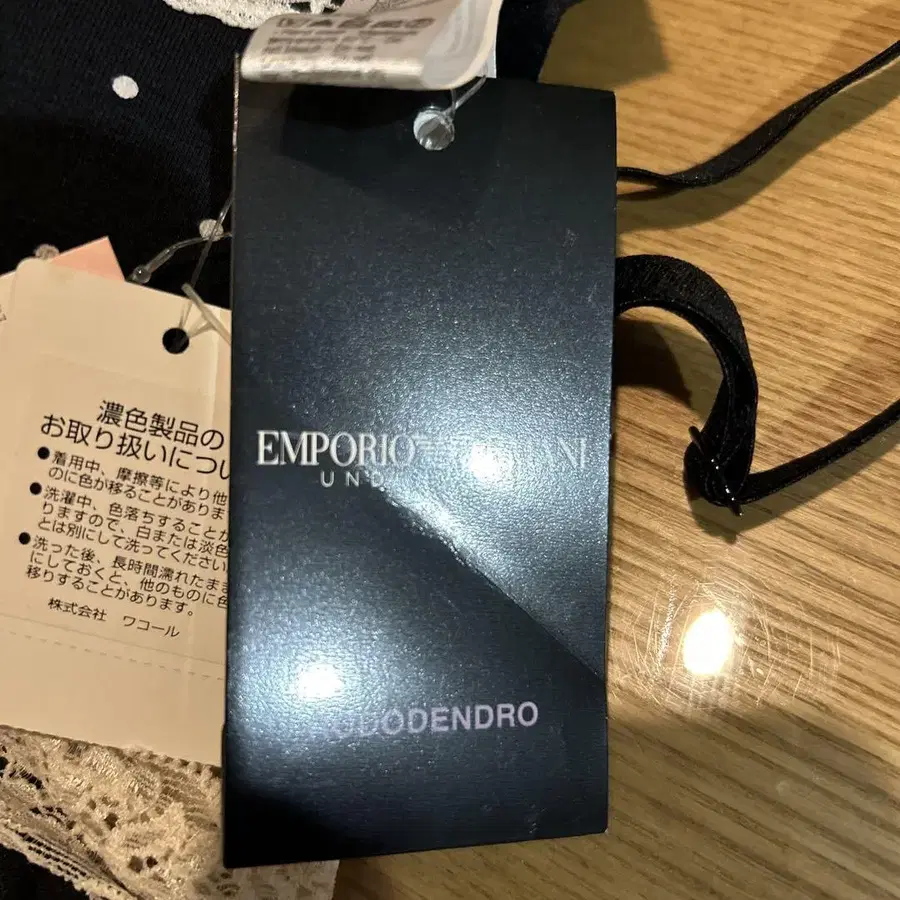 濃色製品の
お取り扱いについ
●着用中、摩擦等により他
のに色が移ることがありま
●洗濯中、色落ちすることが
りますので、白または淡色
とは別にして洗ってください
●洗った後、長時間濡れたまま
にしておくと、他のものに色
移りすることがあります。
株式会社 ワコール
EMPORIO
UND
ODODENDRO